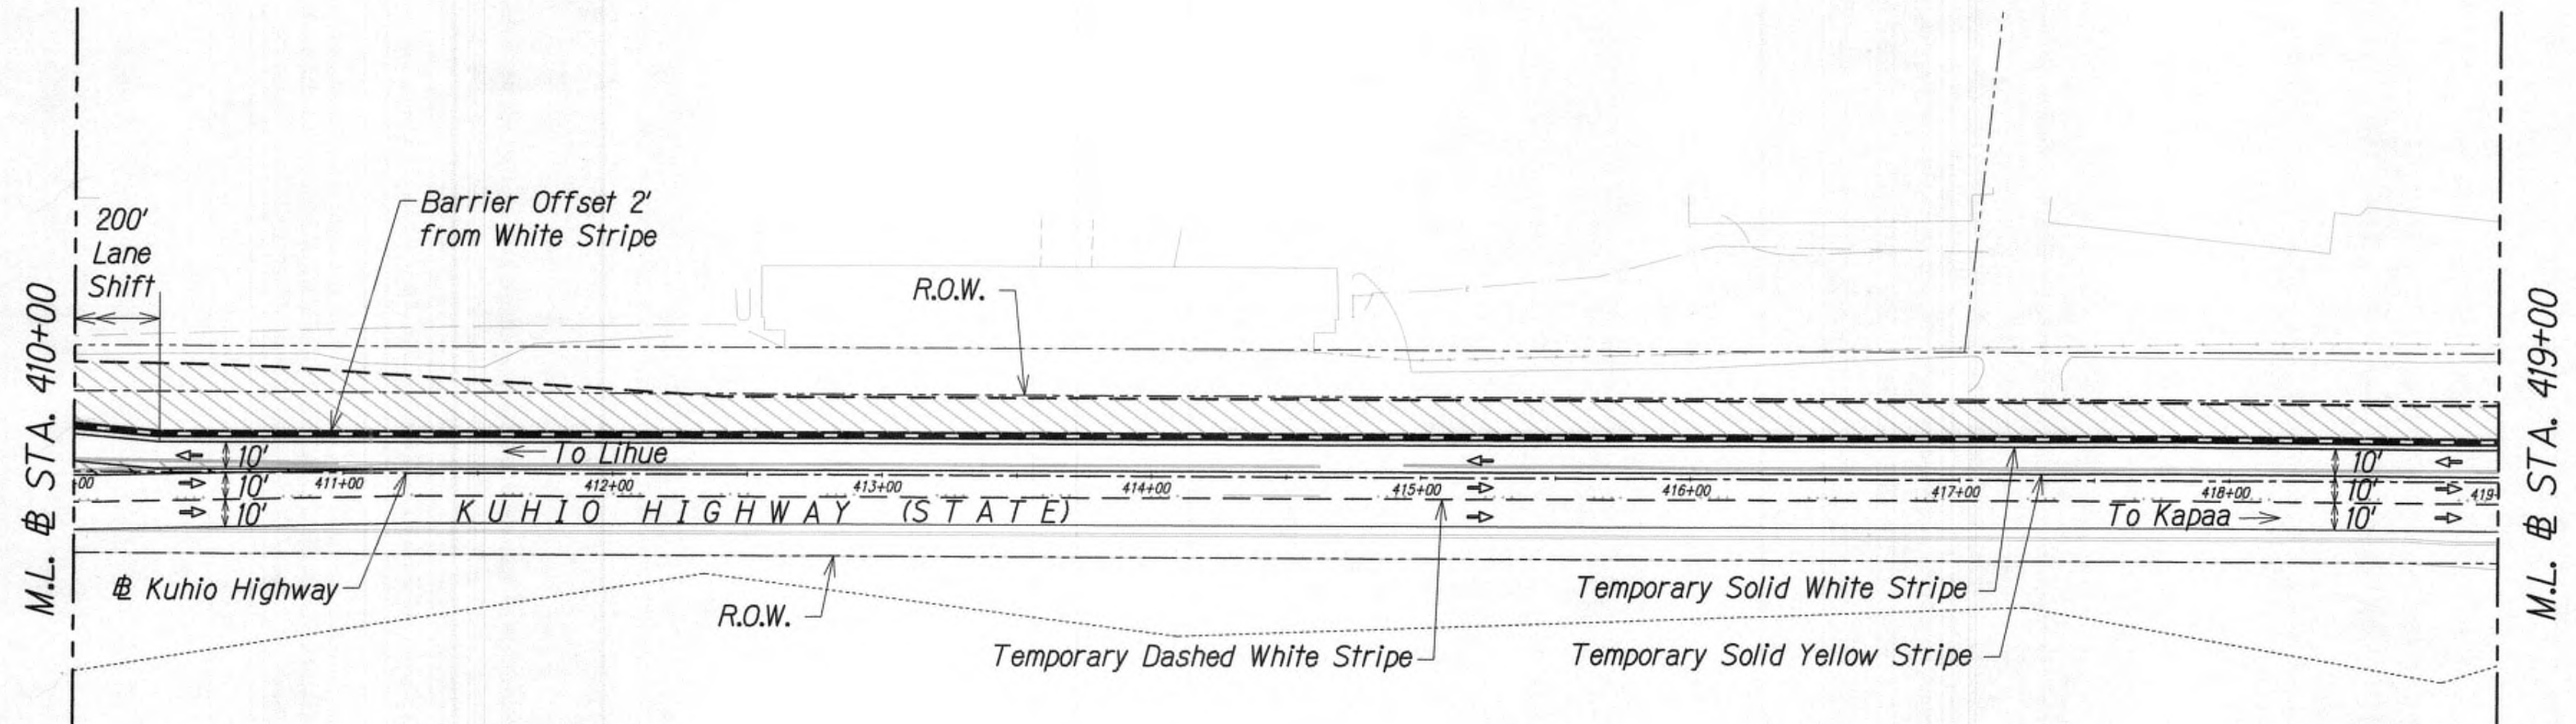 M.L. ℄ STA. 410+00
200'
Lane
Shift
Barrier Offset 2'
from White Stripe
R.O.W.
10'
To Lihue
10'
00
10'
411+00
412+00
413+00
414+00
415+00
416+00
417+00
418+00
10'
419
10'
KUHIO HIGHWAY (STATE)
To Kapaa
10'
Kuhio Highway
R.O.W.
Temporary Dashed White Stripe
Temporary Solid White Stripe
Temporary Solid Yellow Stripe
M.L. ℄ STA. 419+00